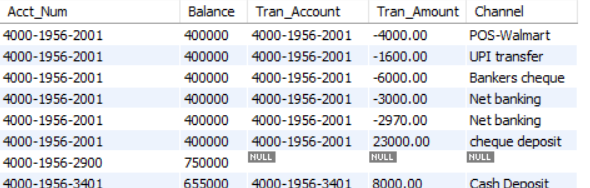 Acct_Num Balance Tran_Account Tran_Amount Channel
4000-1956-2001 400000 4000-1956-2001 -4000.00 POS-Walmart
4000-1956-2001 400000 4000-1956-2001 -1600.00 UPI transfer
4000-1956-2001 400000 4000-1956-2001 -6000.00 Bankers cheque
4000-1956-2001 400000 4000-1956-2001 -3000.00 Net banking
4000-1956-2001 400000 4000-1956-2001 -2970.00 Net banking
4000-1956-2001 400000 4000-1956-2001 23000.00 cheque deposit
4000-1956-2900 750000 NULL NULL NULL
4000-1956-3401 655000 4000-1956-3401 8000.00 Cash Deposit